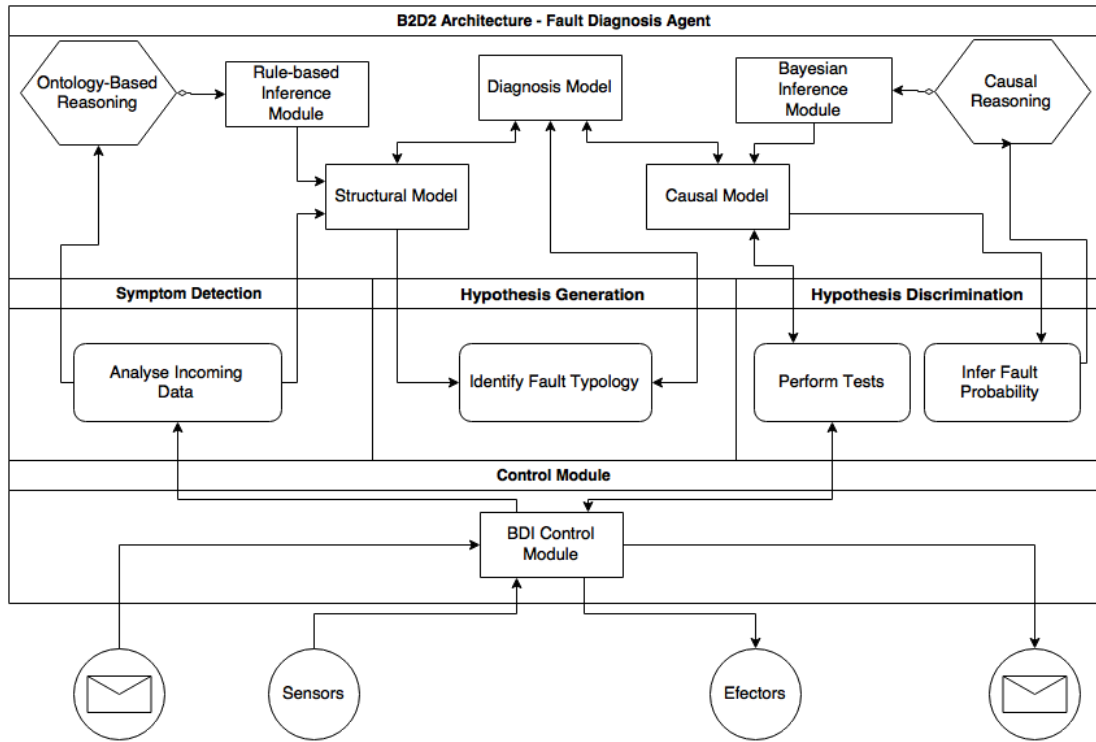 B2D2 Architecture - Fault Diagnosis Agent
Ontology-Based
Reasoning
Rule-based
Inference
Module
Diagnosis Model
Bayesian
Inference
Module
Causal
Reasoning
Structural Model
Causal Model
Symptom Detection
Hypothesis Generation
Hypothesis Discrimination
Analyse Incoming
Data
Identify Fault Typology
Perform Tests
Infer Fault
Probability
Control Module
BDI Control
Module
Sensors
Efectors